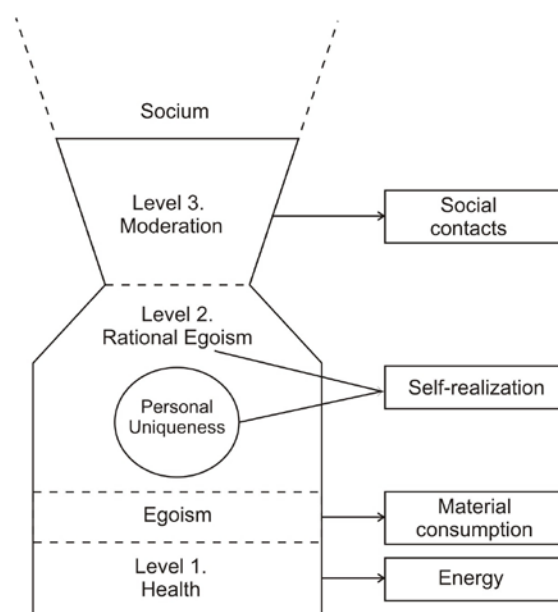 Socium
Level 3.
Moderation
Social
contacts
Level 2.
Rational Egoism
Self-realization
Personal
Uniqueness
Egoism
Material
consumption
Level 1.
Health
Energy